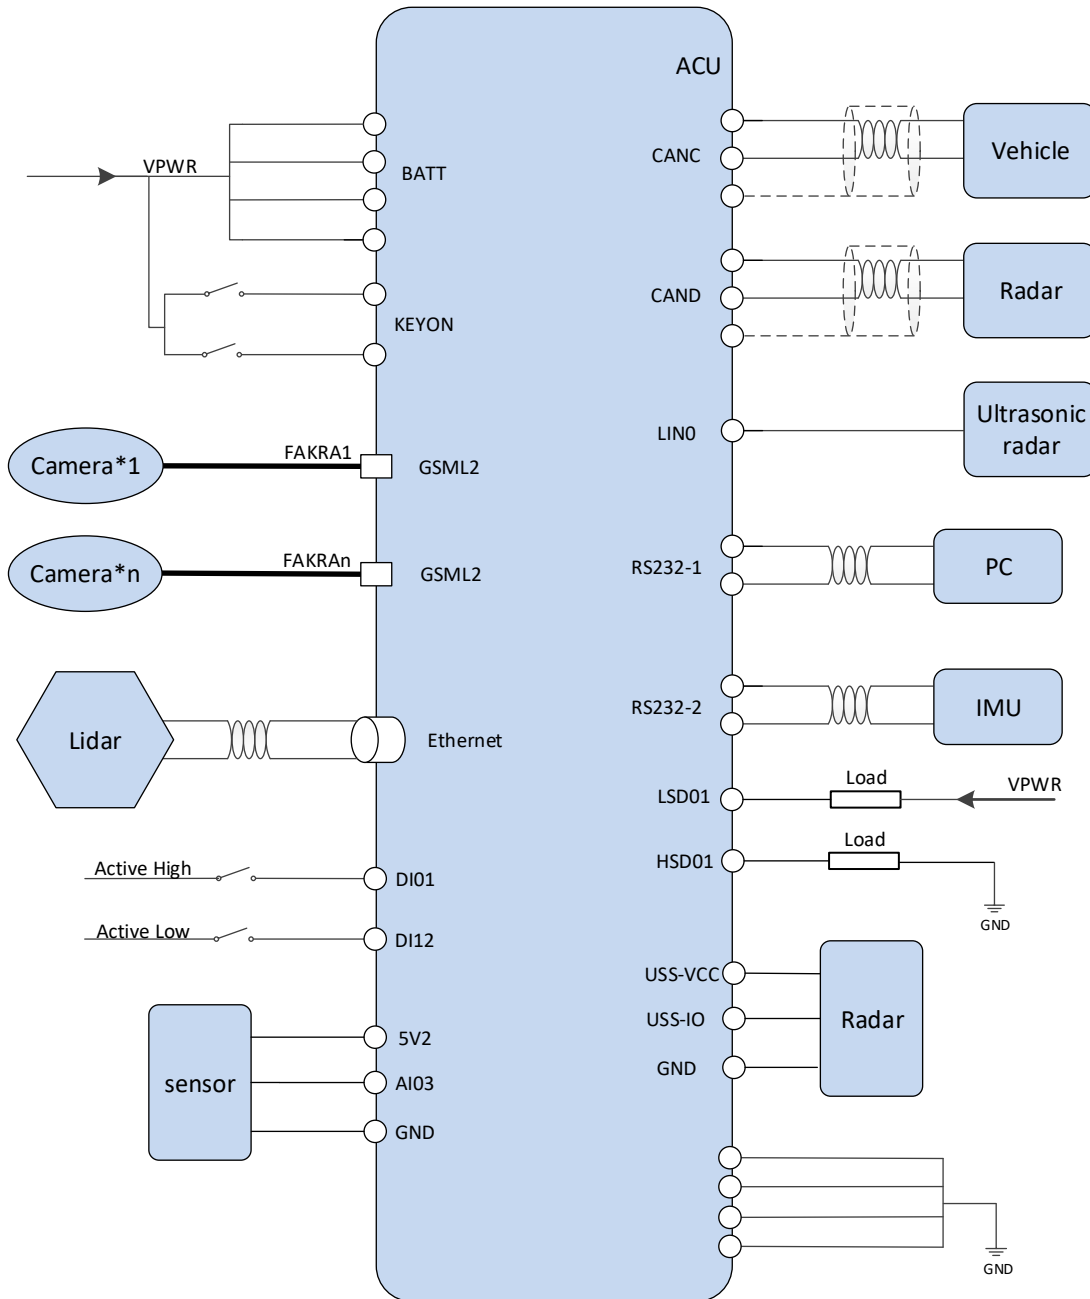 ACU
VPWR
BATT
KEYON
Camera*1
FAKRA1
GSML2
Camera*n
FAKRAn
GSML2
Lidar
Ethernet
Active High
DI01
Active Low
DI12
sensor
5V2
AI03
GND
CANC
Vehicle
CAND
Radar
LIN0
Ultrasonic
radar
RS232-1
PC
RS232-2
IMU
LSD01
Load
VPWR
HSD01
Load
GND
USS-VCC
USS-IO
GND
Radar
GND